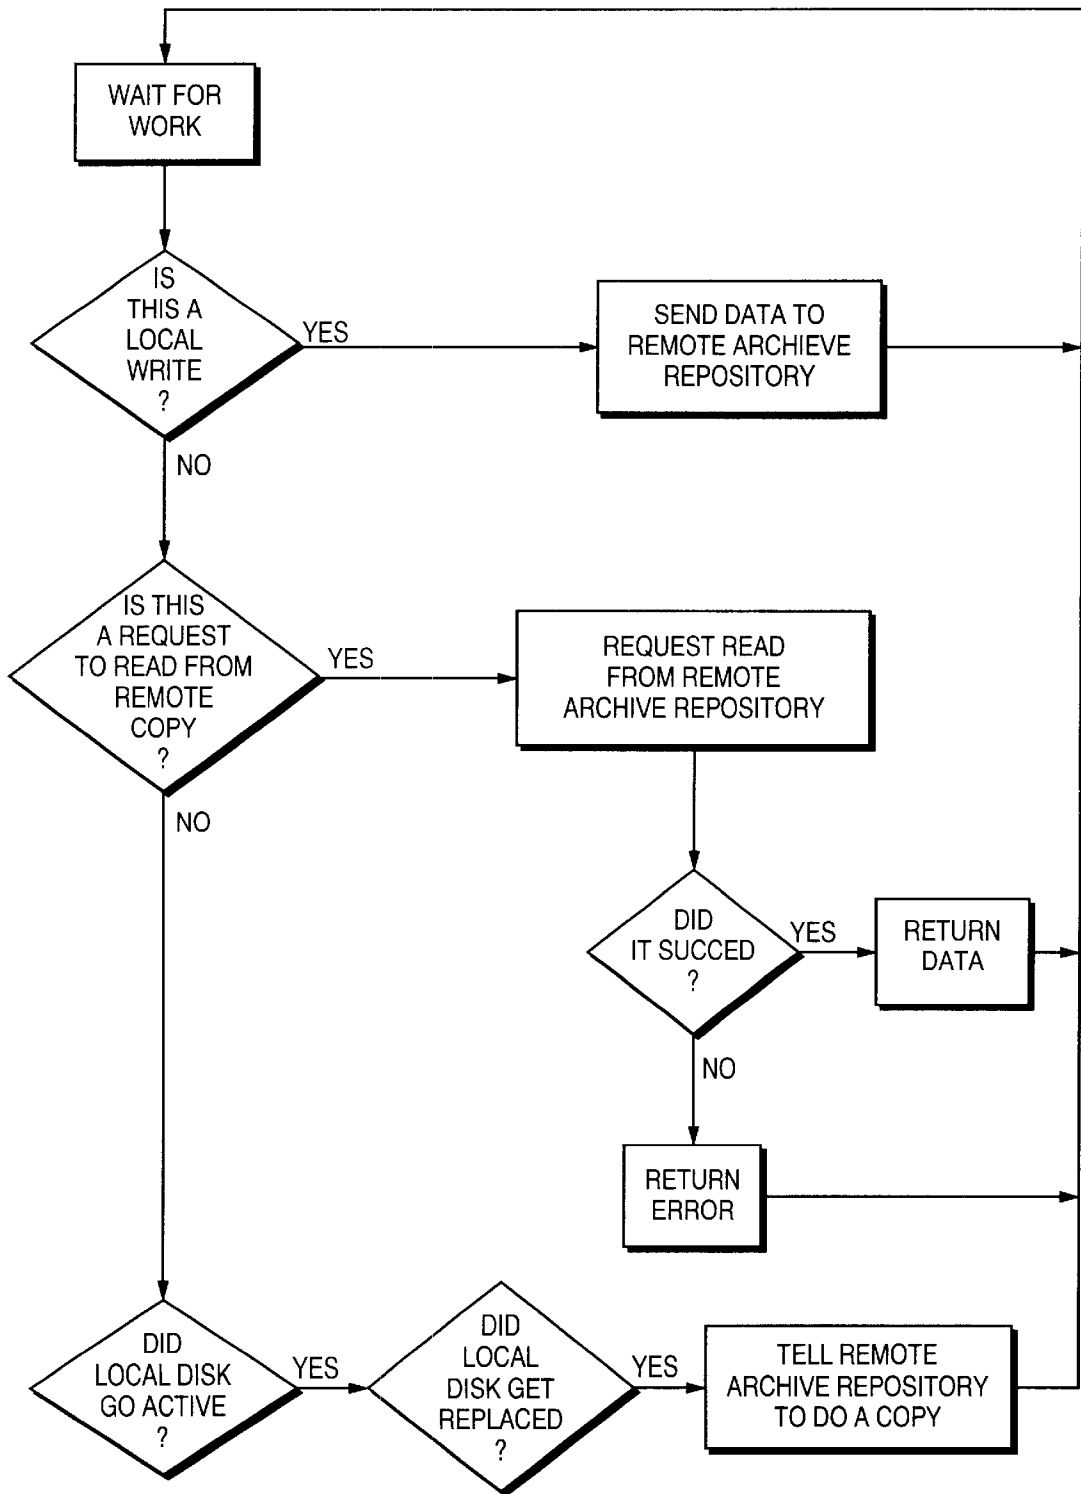 WAIT FOR
WORK
IS
THIS A
LOCAL
WRITE
?
YES
SEND DATA TO
REMOTE ARCHIEVE
REPOSITORY
NO
IS THIS
A REQUEST
TO READ FROM
REMOTE
COPY
?
YES
REQUEST READ
FROM REMOTE
ARCHIVE REPOSITORY
NO
DID
IT SUCCED
?
YES
RETURN
DATA
NO
RETURN
ERROR
DID
LOCAL DISK
GO ACTIVE
?
YES
DID
LOCAL
DISK GET
REPLACED
?
YES
TELL REMOTE
ARCHIVE REPOSITORY
TO DO A COPY